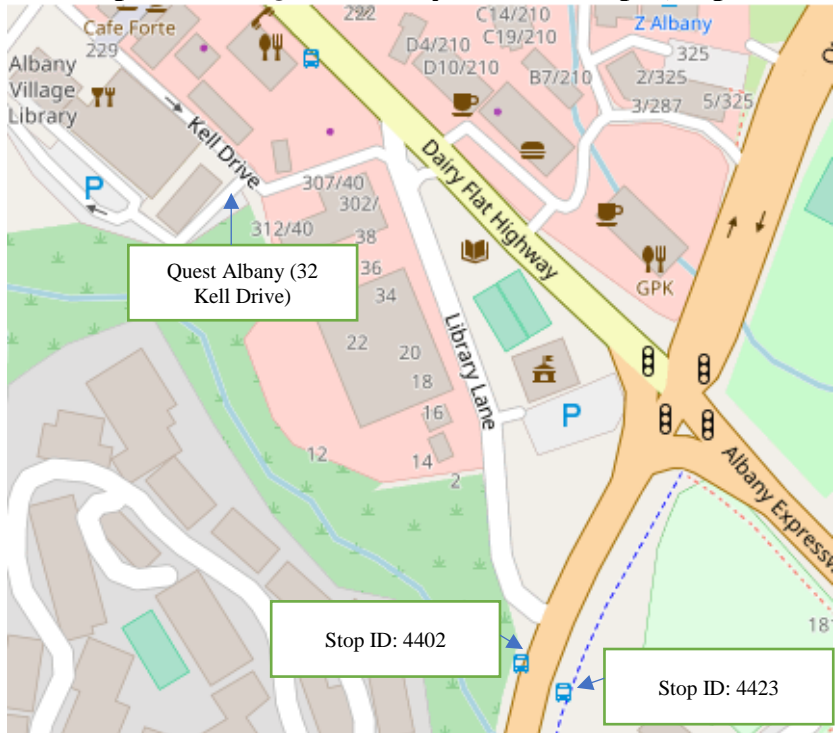 222
C14/210
C19/210
Z Albany
Cafe Forte
229
D4/210
D10/210
B7/210
325
2/325
3/287
5/325
Albany
Village
Library
Kell Drive
P
307/40
302/
312/40
38
36
34
22
20
18
16
14
12
2
Dairy Flat Highway
GPK
Quest Albany (32
Kell Drive)
Library Lane
P
Albany Expressw
181
Stop ID: 4402
Stop ID: 4423